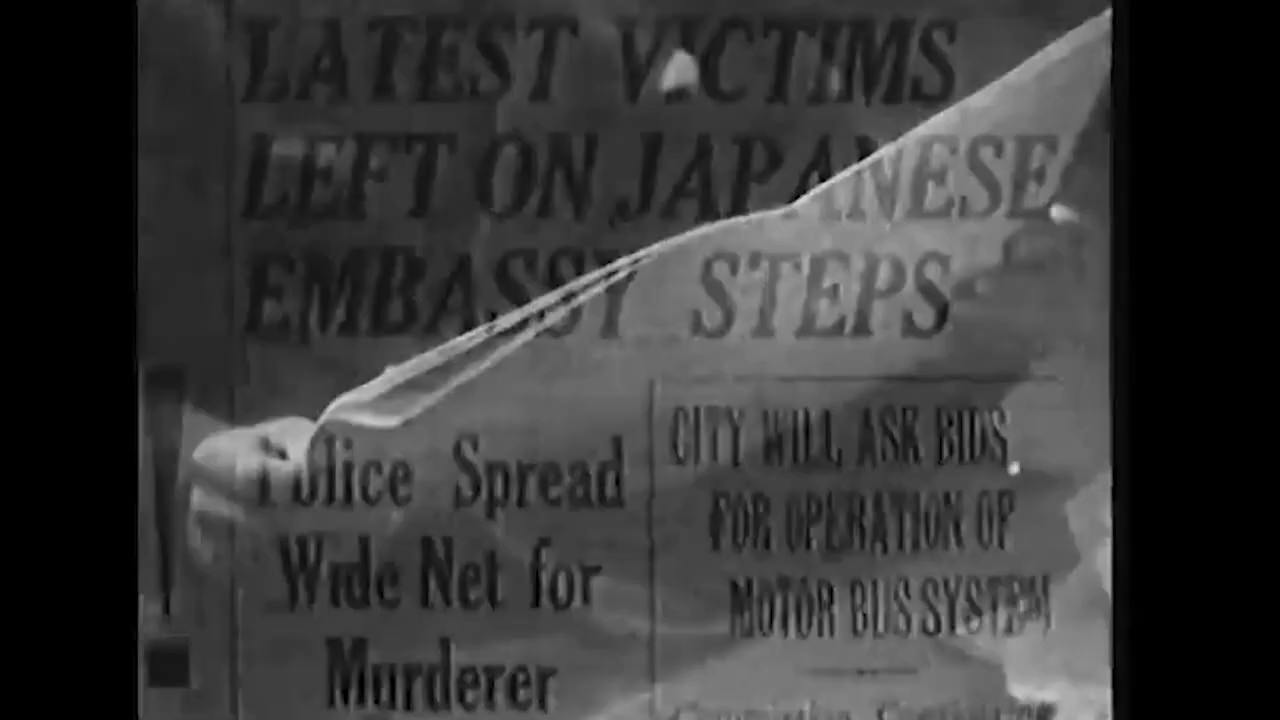 LATEST VICTIMS
LEFT ON JAPANESE
EMBASSY STEPS
!
Police Spread
Wide Net for
Murderer
CITY WILL ASK BIDS
FOR OPERATION OF
MOTOR BUS SYSTEM